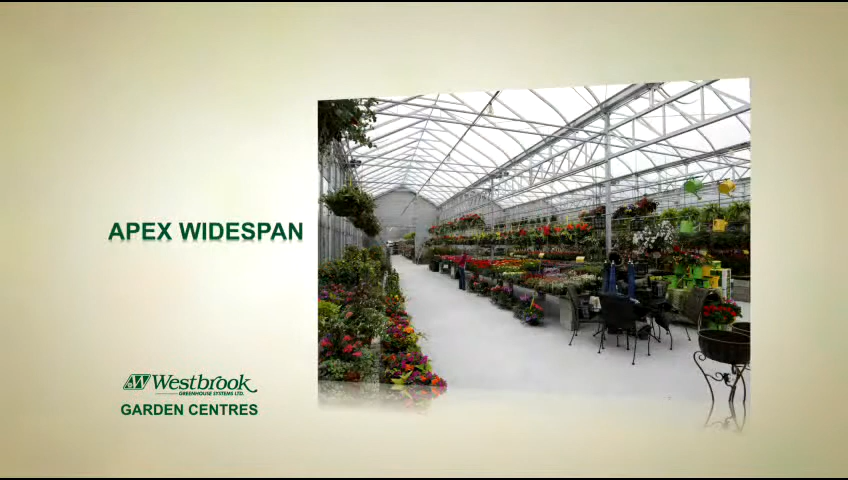 APEX WIDESPAN
Westbrook
GREENHOUSE SYSTEMS LTD.
GARDEN CENTRES